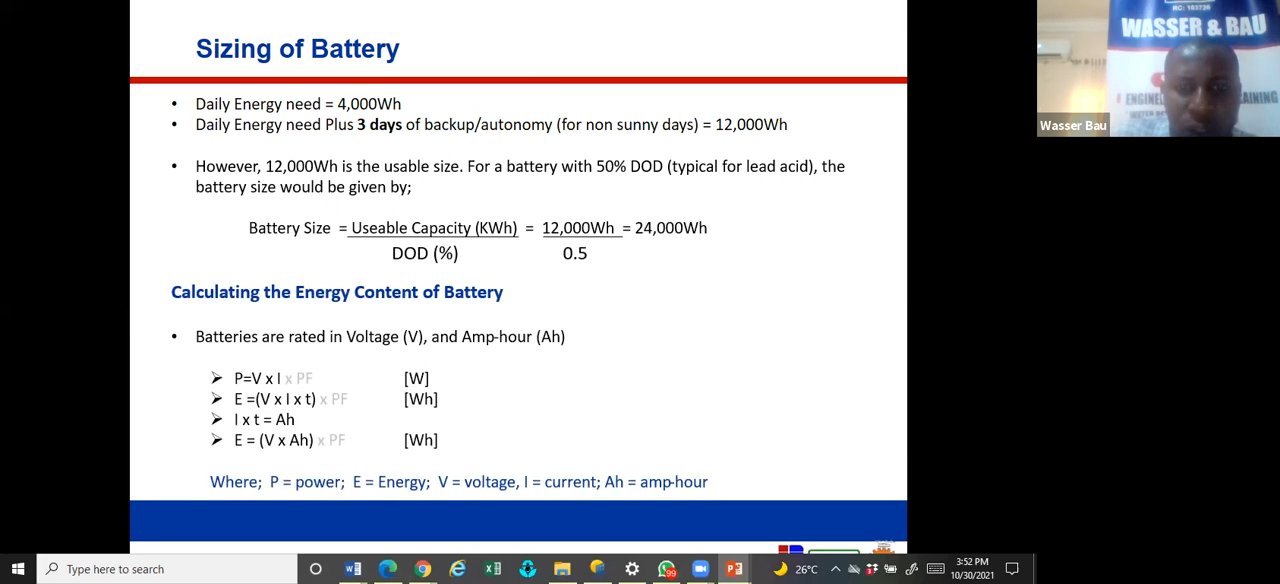 Sizing of Battery
• Daily Energy need = 4,000Wh
• Daily Energy need Plus 3 days of backup/autonomy (for non sunny days) = 12,000Wh
• However, 12,000Wh is the usable size. For a battery with 50% DOD (typical for lead acid), the
battery size would be given by;
Battery Size = Useable Capacity (KWh) = 12,000Wh = 24,000Wh
DOD (%) 0.5
Calculating the Energy Content of Battery
• Batteries are rated in Voltage (V), and Amp-hour (Ah)
➢ P=V x I x PF [W]
➢ E =(V x I x t) x PF [Wh]
➢ I x t = Ah
➢ E = (V x Ah) x PF [Wh]
Where; P = power; E = Energy; V = voltage, I = current; Ah = amp-hour
RC: 103726
WASSER & BAU
Wasser Bau
Type here to search
99
26°C
3:52 PM
10/30/2021